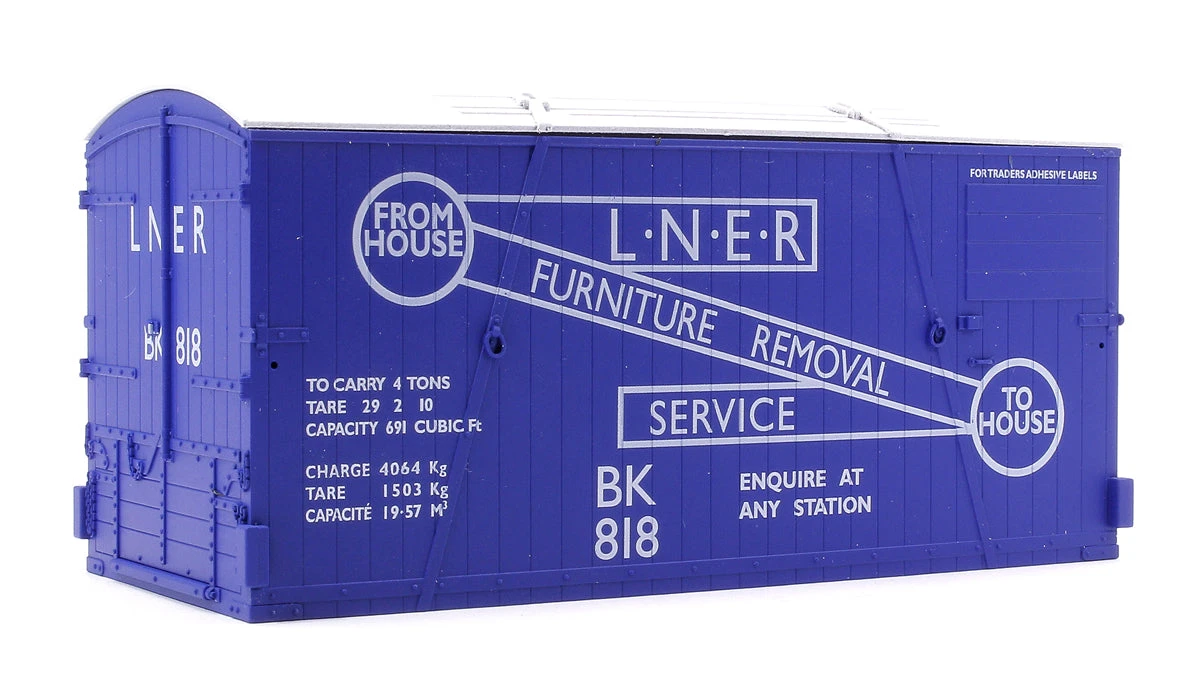 L N E R
BK 818
FROM
HOUSE
L·N·E·R
FURNITURE REMOVAL
SERVICE
TO
HOUSE
FOR TRADERS ADHESIVE LABELS
TO CARRY 4 TONS
TARE 29 2 10
CAPACITY 691 CUBIC Ft
CHARGE 4064 Kg
TARE 1503 Kg
CAPACITÉ 19·57 M³
BK
818
ENQUIRE AT
ANY STATION